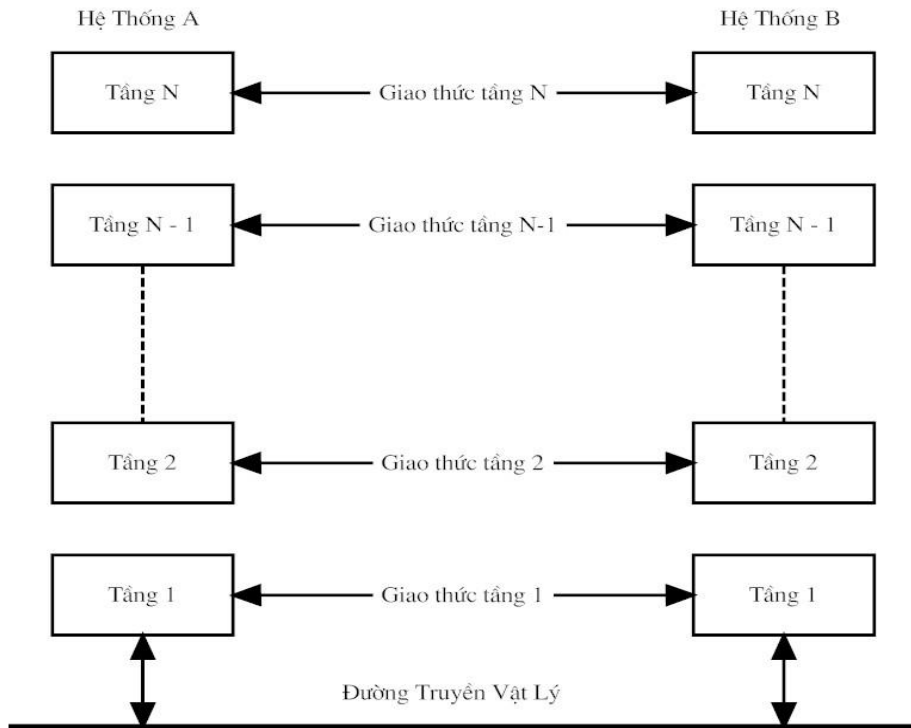 Hệ Thống A Hệ Thống B
Tầng N Giao thức tầng N Tầng N
Tầng N - 1 Giao thức tầng N-1 Tầng N - 1
Tầng 2 Giao thức tầng 2 Tầng 2
Tầng 1 Giao thức tầng 1 Tầng 1
Đường Truyền Vật Lý